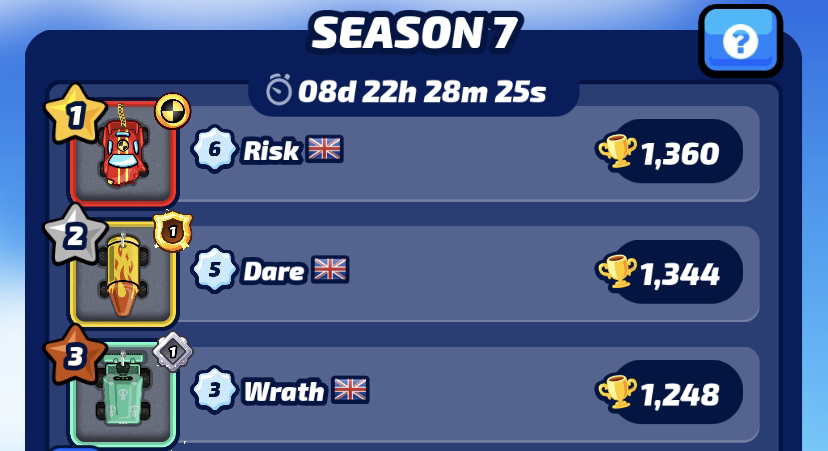 SEASON 7
?
08d 22h 28m 25s
1
6 Risk 1,360
2
1
5 Dare 1,344
3
1
3 Wrath 1,248